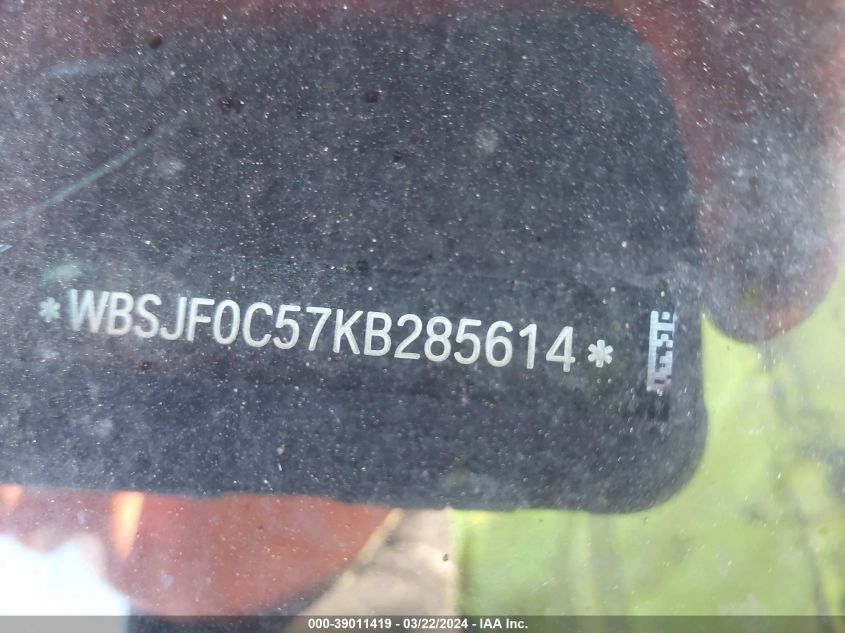 *WBSJF0C57KB285614*
000-39011419 - 03/22/2024 - IAA Inc.